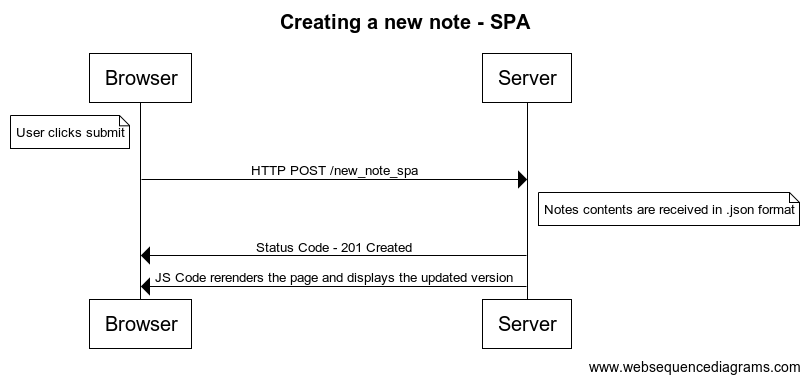 Creating a new note - SPA
Browser
Server
User clicks submit
HTTP POST /new_note_spa
Notes contents are received in .json format
Status Code - 201 Created
JS Code rerenders the page and displays the updated version
Browser
Server
www.websequencediagrams.com